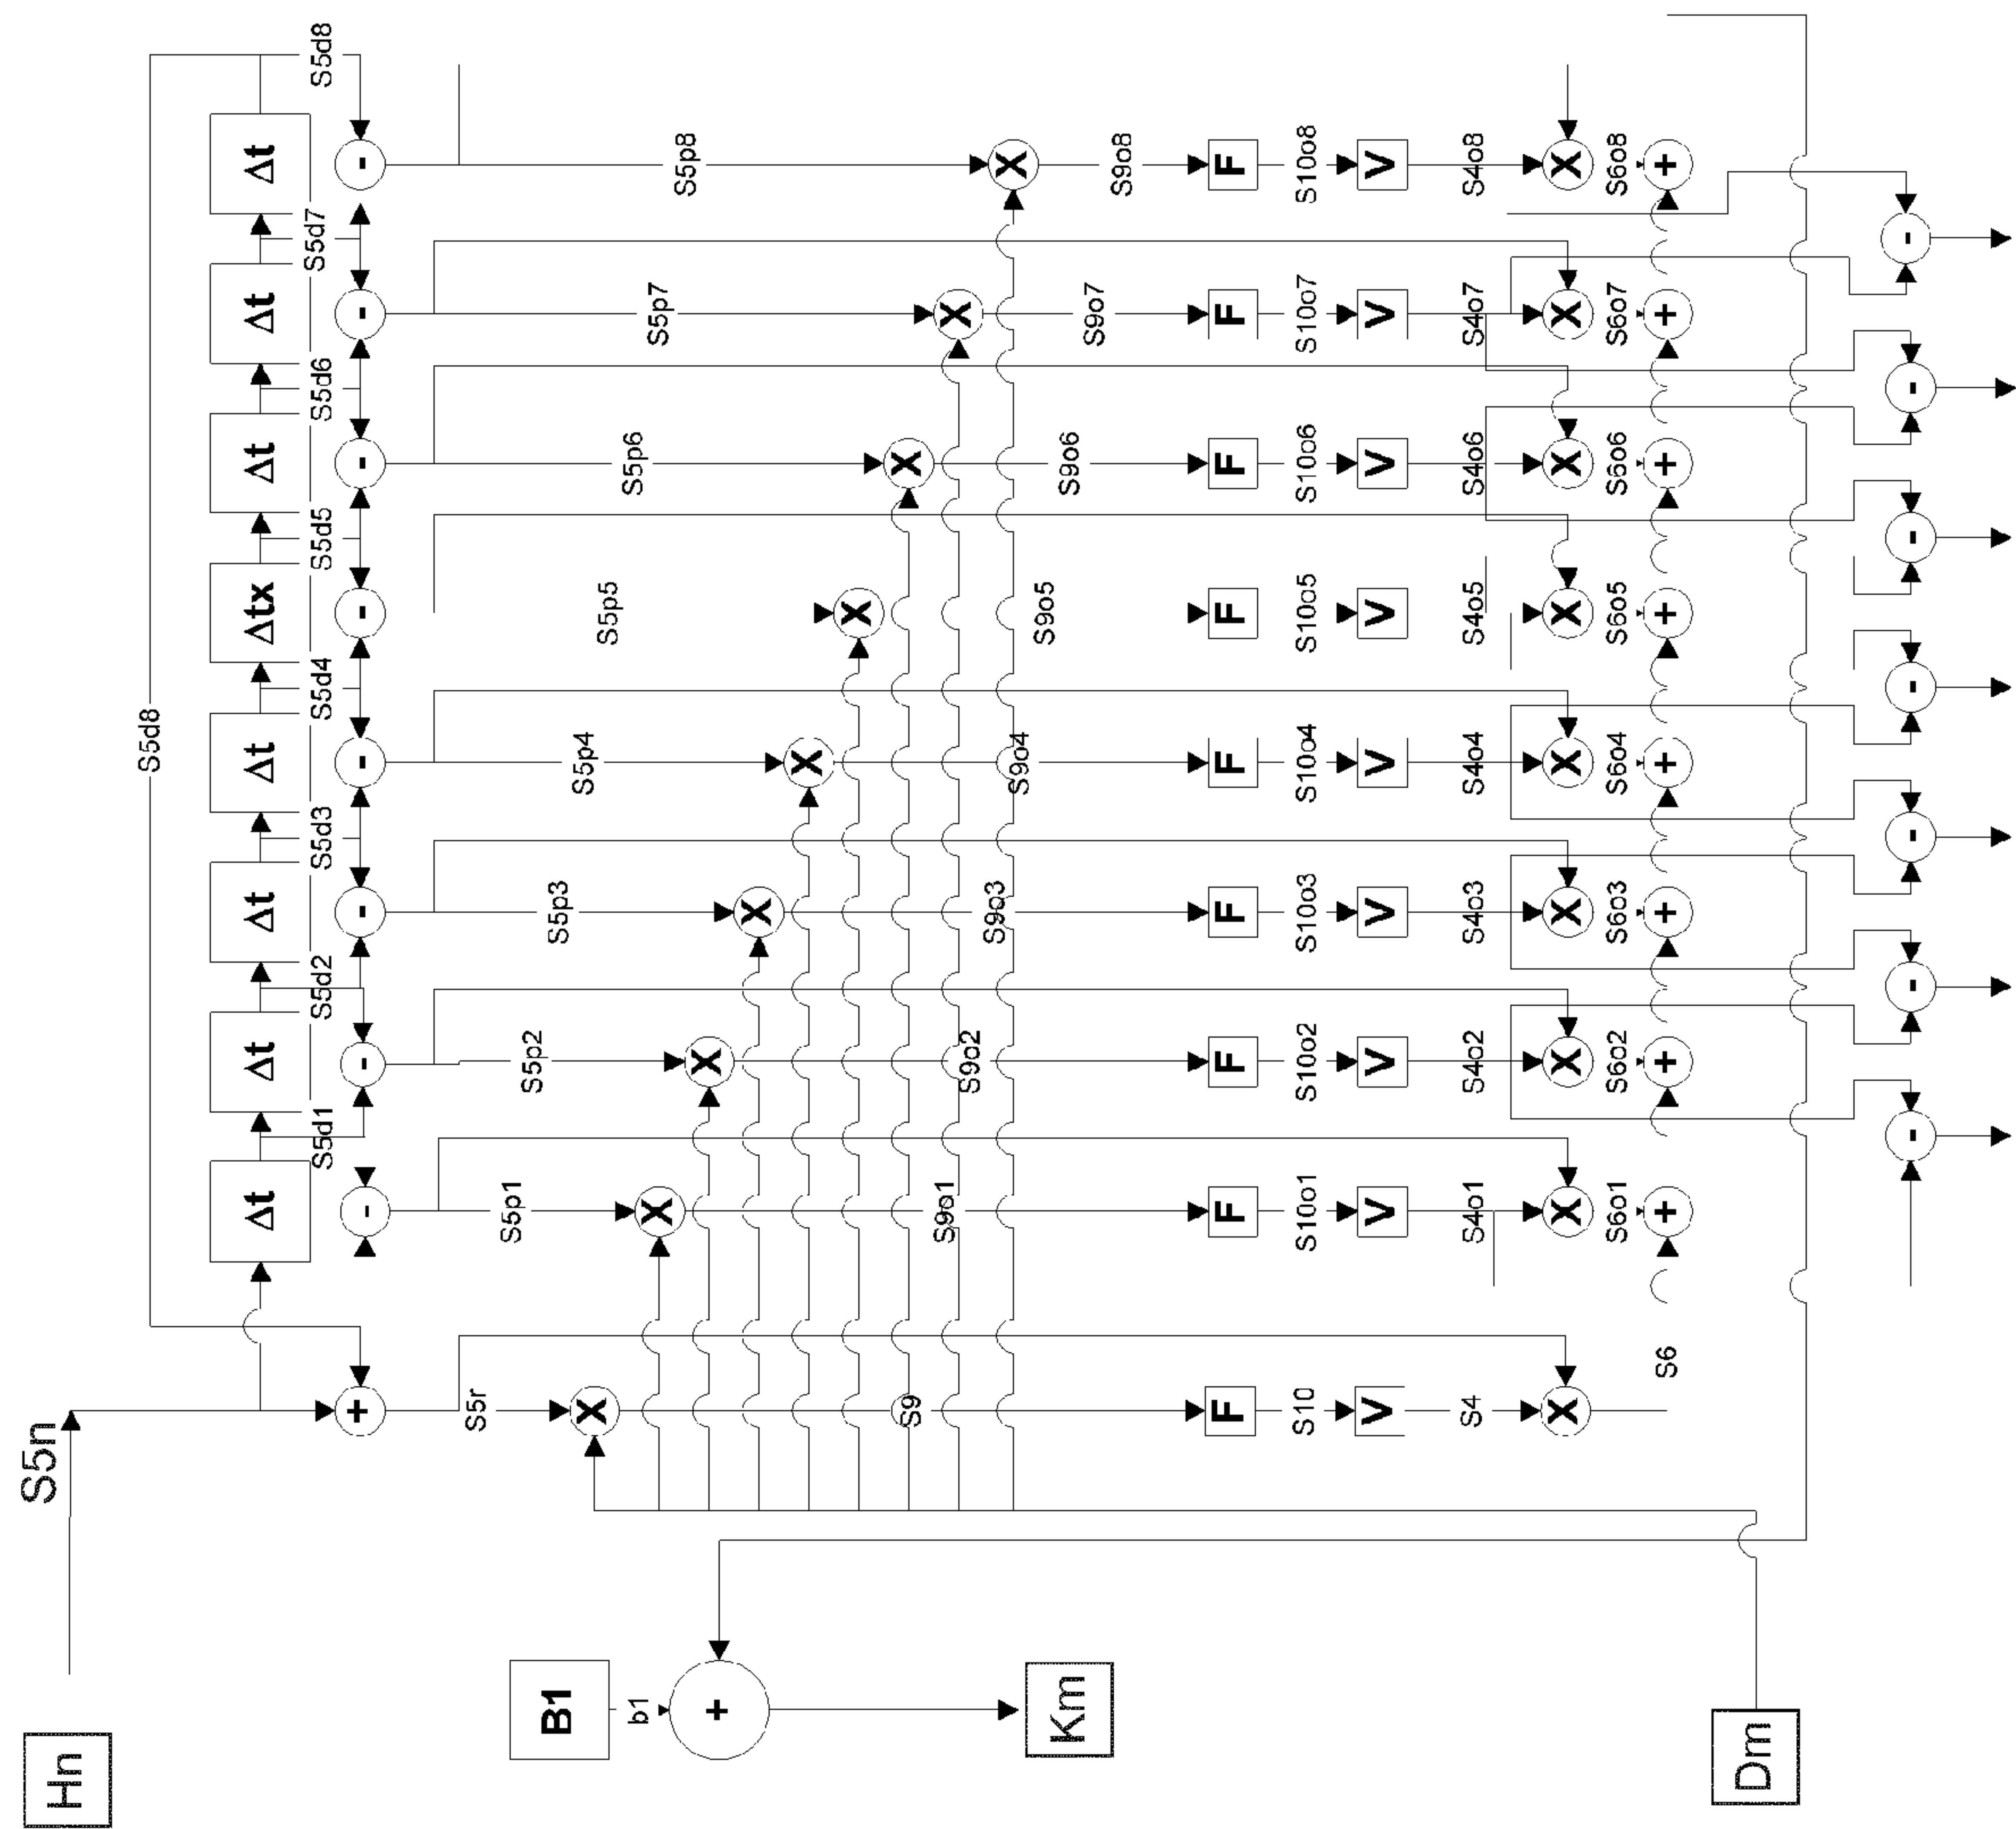 Hn
S5n
S5d8
Δt
Δt
Δt
Δt
Δtx
Δt
Δt
Δt
S5d1
S5d2
S5d3
S5d4
S5d5
S5d6
S5d7
S5d8
+
-
-
-
-
-
-
-
-
S5r
S5p1
S5p2
S5p3
S5p4
S5p5
S5p6
S5p7
S5p8
X
X
X
X
X
X
X
X
X
S9
S9o1
S9o2
S9o3
S9o4
S9o5
S9o6
S9o7
S9o8
F
F
F
F
F
F
F
F
F
S10
S10o1
S10o2
S10o3
S10o4
S10o5
S10o6
S10o7
S10o8
V
V
V
V
V
V
V
V
V
S4
S4o1
S4o2
S4o3
S4o4
S4o5
S4o6
S4o7
S4o8
X
X
X
X
X
X
X
X
X
S6
S6o1
S6o2
S6o3
S6o4
S6o5
S6o6
S6o7
S6o8
+
+
+
+
+
+
+
+
-
-
-
-
-
-
-
B1
b1
+
Km
Dm